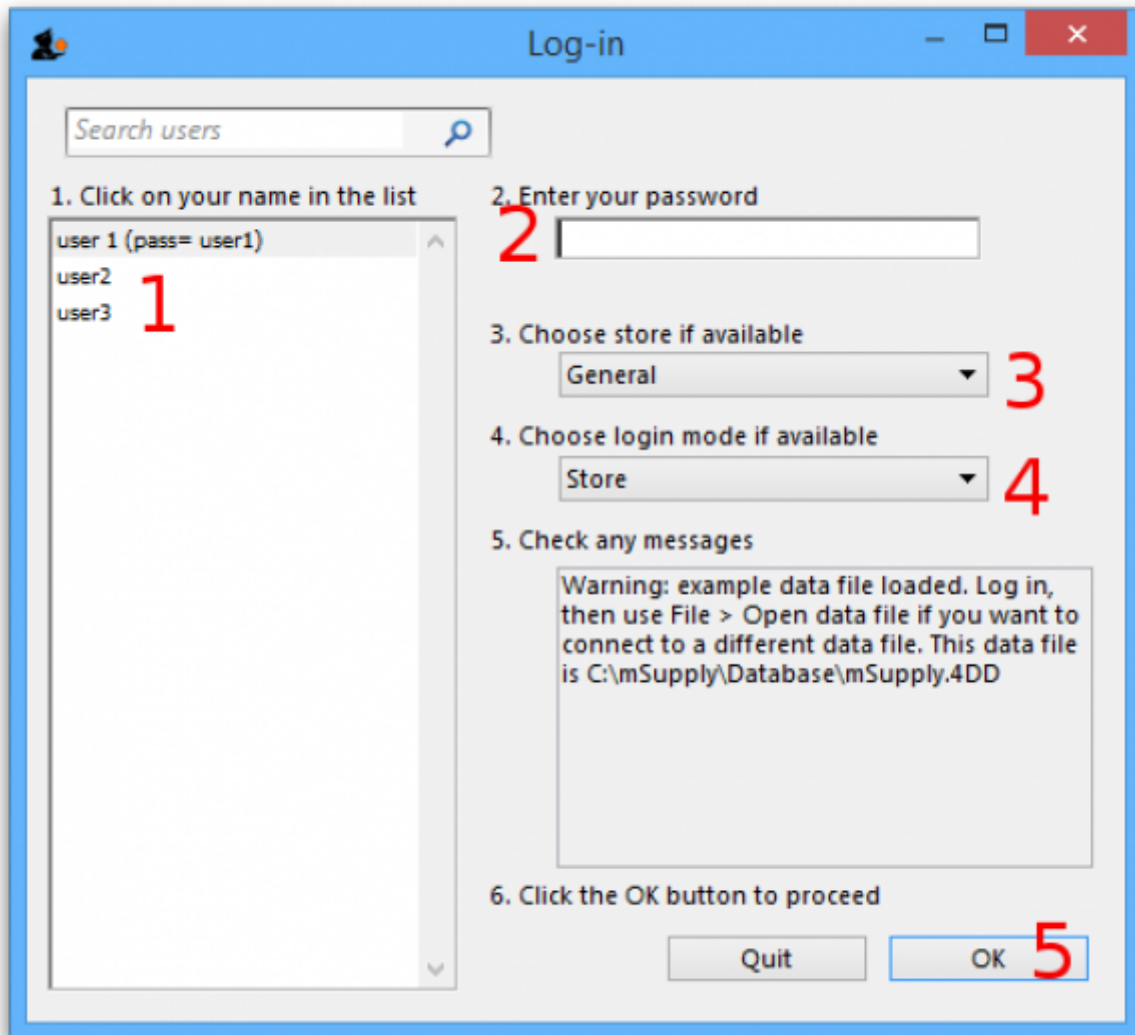 Log-in
Search users
1. Click on your name in the list
user 1 (pass= user1)
user2
user3
1
2. Enter your password
2
3. Choose store if available
General
3
4. Choose login mode if available
Store
4
5. Check any messages
Warning: example data file loaded. Log in,
then use File > Open data file if you want to
connect to a different data file. This data file
is C:\mSupply\Database\mSupply.4DD
6. Click the OK button to proceed
Quit
OK
5